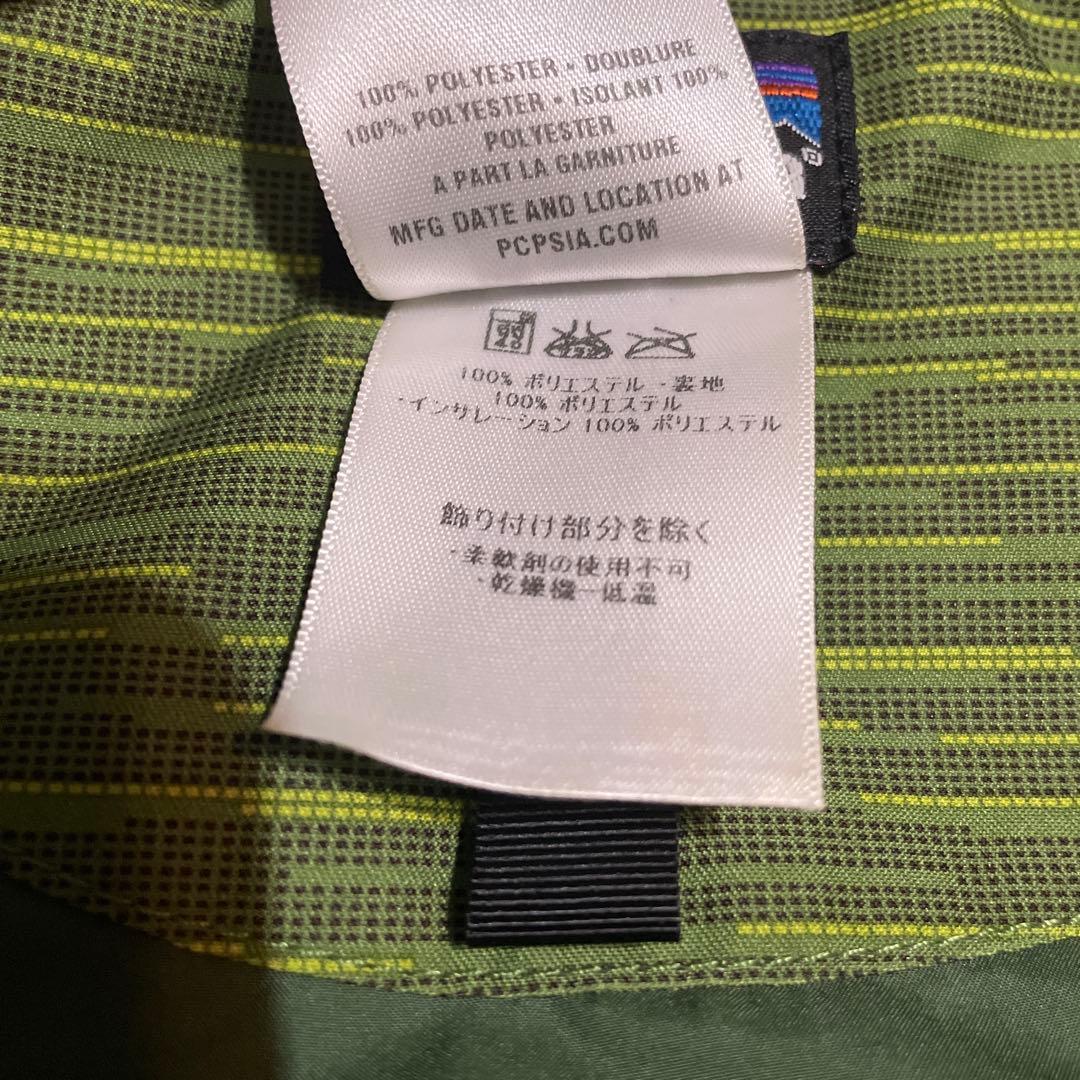 100% POLYESTER • DOUBLURE
100% POLYESTER • ISOLANT 100%
POLYESTER
A PART LA GARNITURE
MFG DATE AND LOCATION AT
PCPSIA.COM
100% ポリエステル・裏地
100% ポリエステル
・インサレーション 100% ポリエステル
飾り付け部分を除く
・柔軟剤の使用不可
・乾燥機ー低温